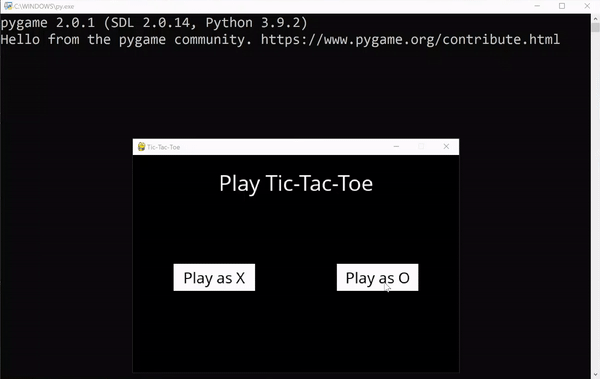 C:\WINDOWS\py.exe
pygame 2.0.1 (SDL 2.0.14, Python 3.9.2)
Hello from the pygame community. https://www.pygame.org/contribute.html
Tic-Tac-Toe
Play Tic-Tac-Toe
Play as X
Play as O